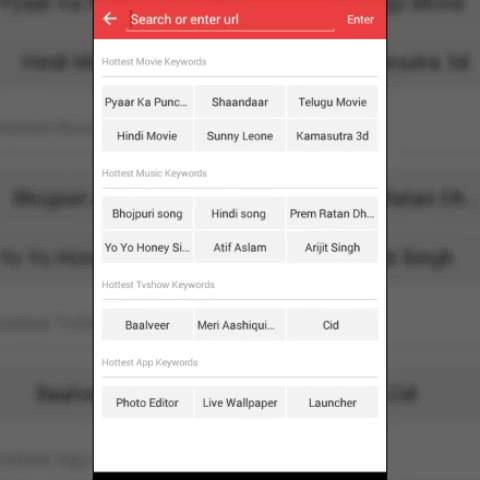 Search or enter url Enter
Hottest Movie Keywords
Pyaar Ka Punc... Shaandaar Telugu Movie
Hindi Movie Sunny Leone Kamasutra 3d
Hottest Music Keywords
Bhojpuri song Hindi song Prem Ratan Dh...
Yo Yo Honey Si... Atif Aslam Arijit Singh
Hottest Tvshow Keywords
Baalveer Meri Aashiqui... Cid
Hottest App Keywords
Photo Editor Live Wallpaper Launcher